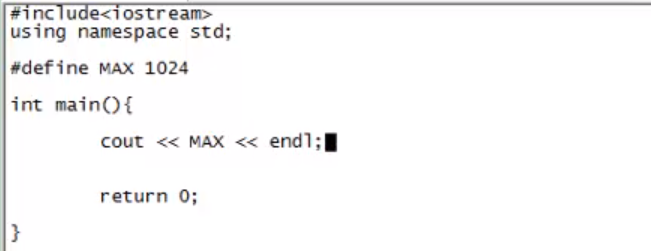 #include<iostream>
using namespace std;
#define MAX 1024
int main(){
cout << MAX << endl;
return 0;
}